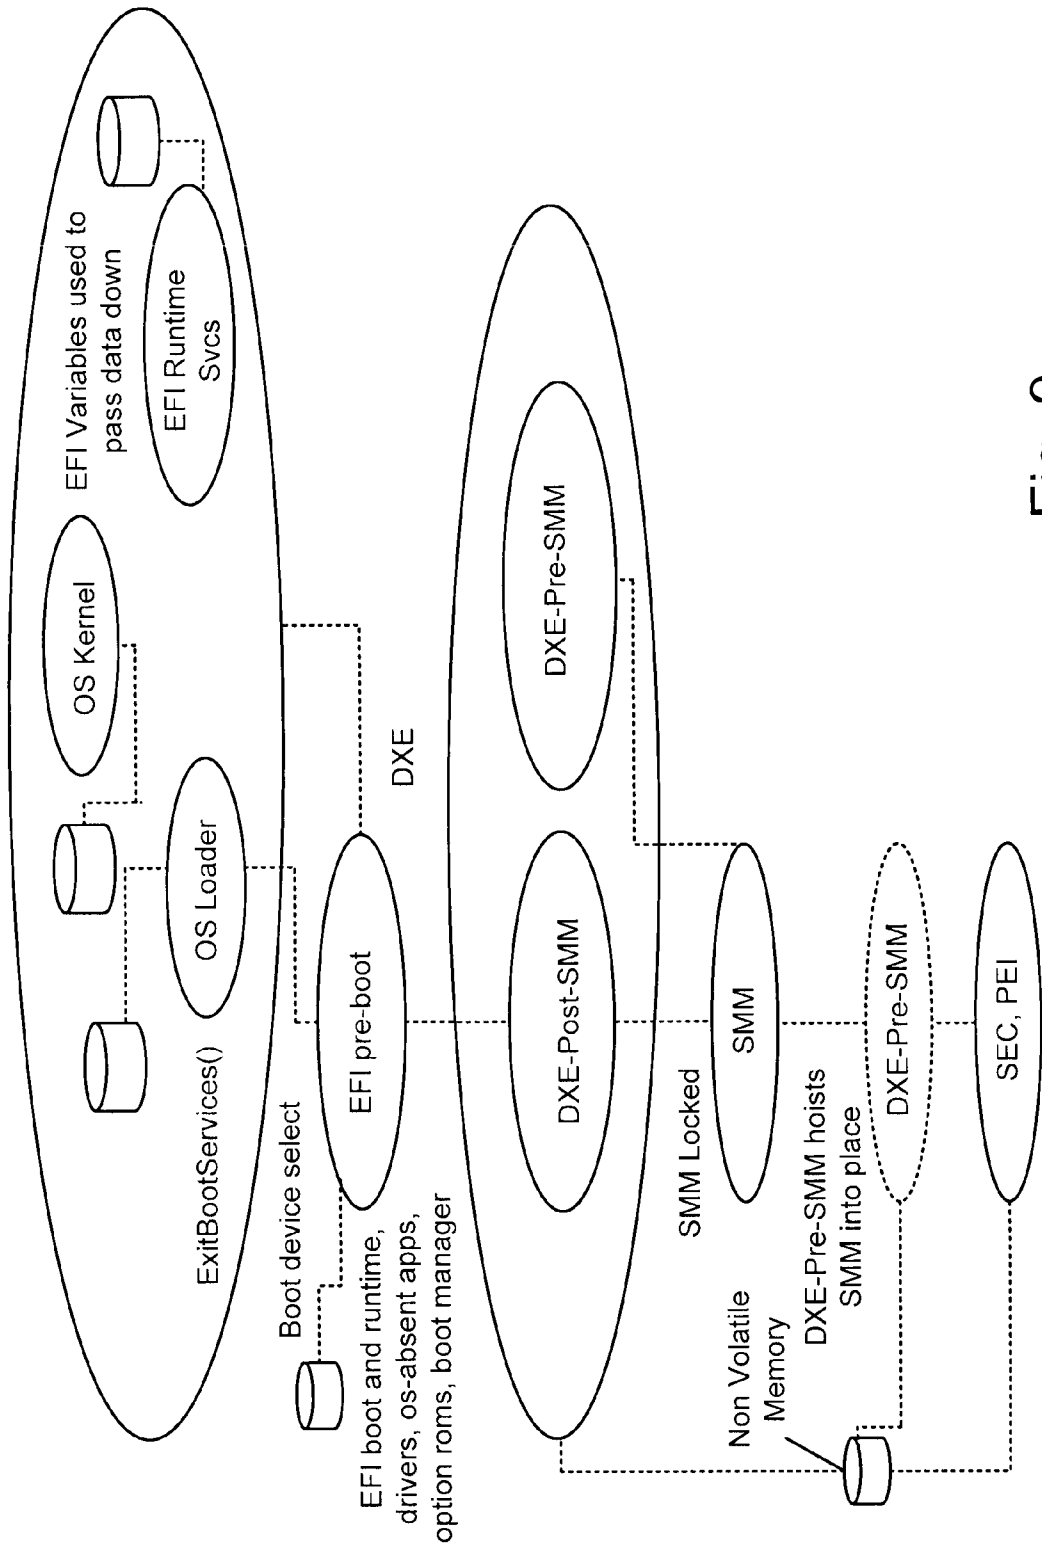 EFI Variables used to
pass data down
OS Kernel
EFI Runtime
Svcs
OS Loader
ExitBootServices()
Boot device select
EFI pre-boot
EFI boot and runtime,
drivers, os-absent apps,
option roms, boot manager
DXE
DXE-Post-SMM
DXE-Pre-SMM
SMM Locked
SMM
Non Volatile
Memory
DXE-Pre-SMM hoists
SMM into place
DXE-Pre-SMM
SEC, PEI
Fig.